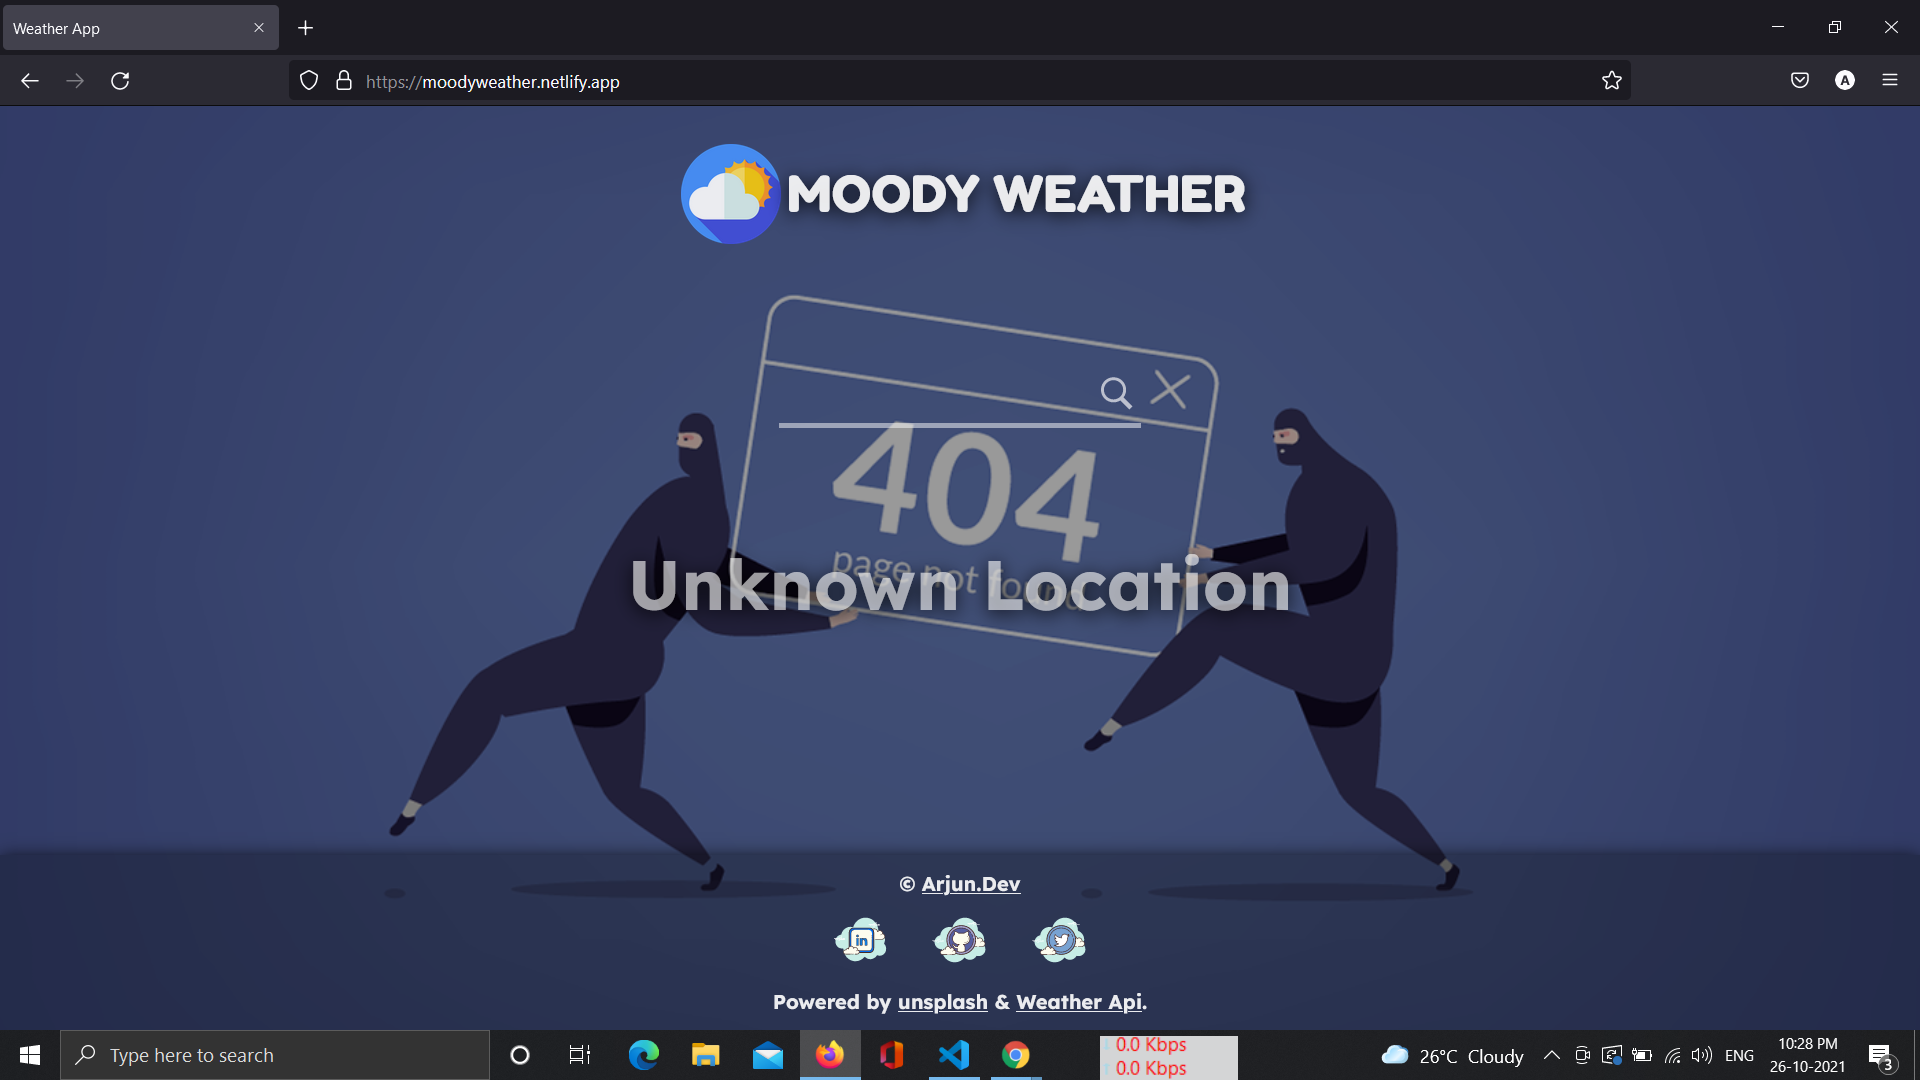 Weather App
https://moodyweather.netlify.app
A
MOODY WEATHER
404
page not found
Unknown Location
© Arjun.Dev
in
Powered by unsplash & Weather Api.
Type here to search
0.0 Kbps
0.0 Kbps
26°C Cloudy
ENG
10:28 PM
26-10-2021
3